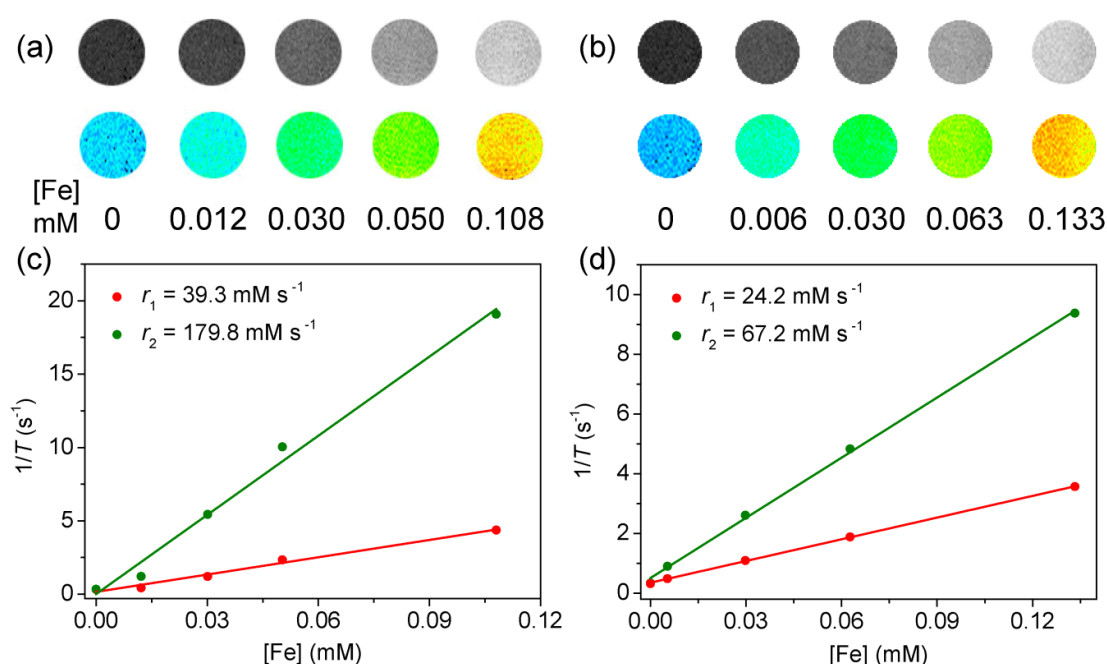 (a)
(b)
[Fe]
mM 0 0.012 0.030 0.050 0.108
0 0.006 0.030 0.063 0.133
(c)
r₁ = 39.3 mM s⁻¹
r₂ = 179.8 mM s⁻¹
1/T (s⁻¹)
20
15
10
5
0
0.00 0.03 0.06 0.09 0.12
[Fe] (mM)
(d)
r₁ = 24.2 mM s⁻¹
r₂ = 67.2 mM s⁻¹
1/T (s⁻¹)
10
8
6
4
2
0
0.00 0.03 0.06 0.09 0.12
[Fe] (mM)